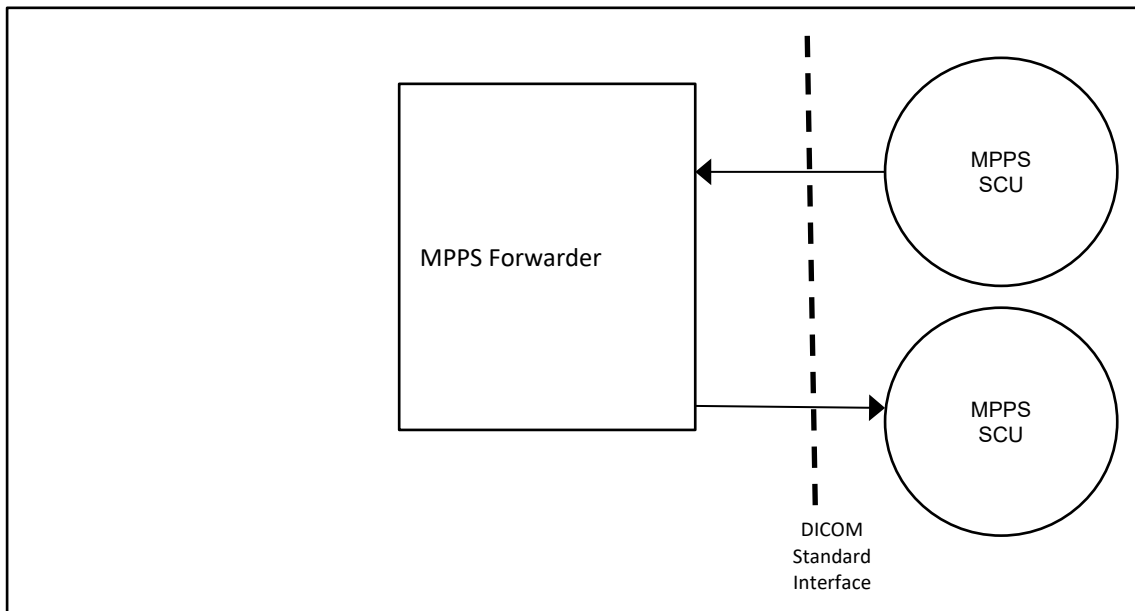 MPPS
SCU
MPPS Forwarder
MPPS
SCU
DICOM
Standard
Interface